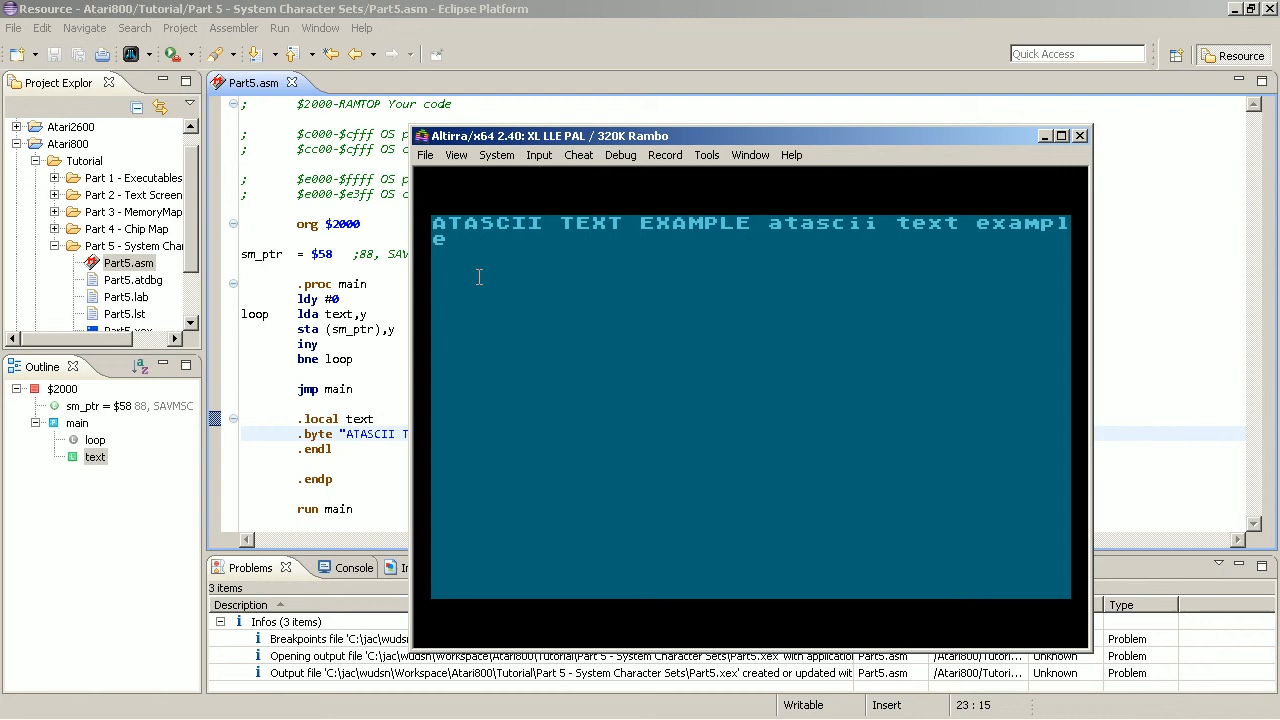 Resource - Atari800/Tutorial/Part 5 - System Character Sets/Part5.asm - Eclipse Platform
File Edit Navigate Search Project Assembler Run Window Help
Quick Access
Resource
Project Explor
Atari2600
Atari800
Tutorial
Part 1 - Executables
Part 2 - Text Screen
Part 3 - MemoryMap
Part 4 - Chip Map
Part 5 - System Char
Part5.asm
Part5.atdbg
Part5.lab
Part5.lst
Part5.xex
Outline
$2000
sm_ptr = $58 88, SAVMSC
main
loop
text
Part5.asm
; $2000-RAMTOP Your code
; $c000-$cfff OS p
; $cc00-$cfff OS c
; $e000-$ffff OS p
; $e000-$e3ff OS c
org $2000
sm_ptr = $58 ;88, SAV
.proc main
ldy #0
loop lda text,y
sta (sm_ptr),y
iny
bne loop
jmp main
.local text
.byte "ATASCII T
.endl
.endp
run main
Altirra/x64 2.40: XL LLE PAL / 320K Rambo
File View System Input Cheat Debug Record Tools Window Help
ATASCII TEXT EXAMPLE atascii text exampl
e
Problems Console
3 items
Description Type
Infos (3 items)
Breakpoints file 'C:\jac\wudsn\ Problem
Opening output file 'C:\jac\wudsn\workspace\Atari800\Tutorial\Part 5 - System Character Sets\Part5.xex' with applicatio Part5.asm /Atari800/Tutori... Unknown Problem
Output file 'C:\jac\wudsn\Workspace\Atari800\Tutorial\Part 5 - System Character Sets\Part5.xex' created or updated wit Part5.asm /Atari800/Tutori... Unknown Problem
Writable Insert 23 : 15